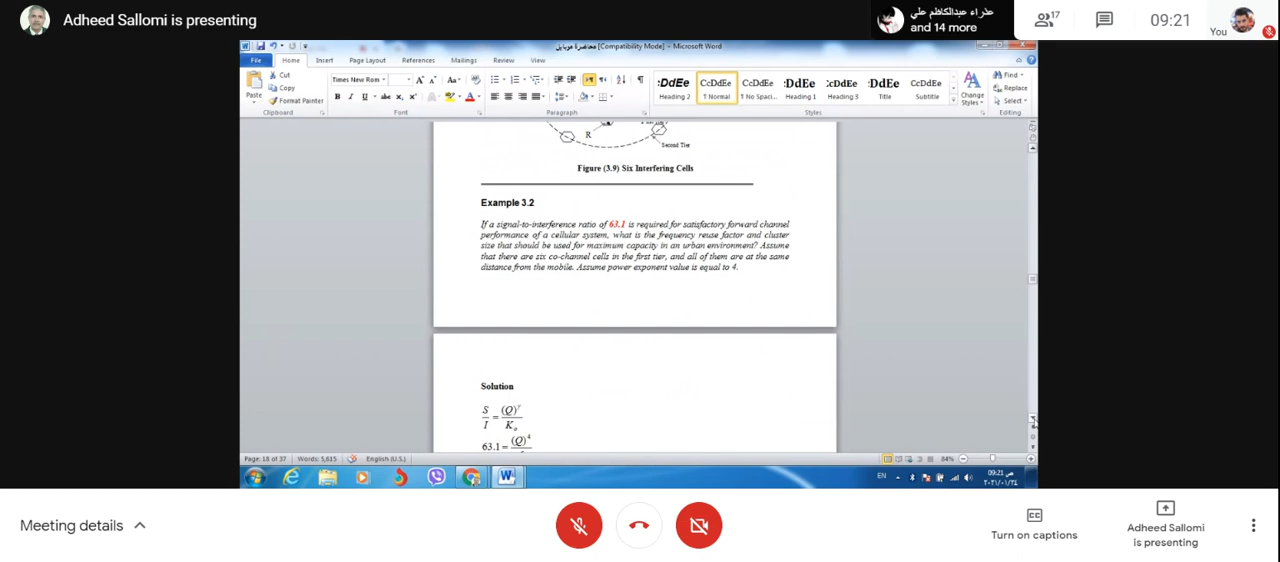 Adheed Sallomi is presenting
عذراء عبدالكاظم علي
and 14 more
17
09:21
You
محاضرة موبايل [Compatibility Mode] - Microsoft Word
File Home Insert Page Layout References Mailings Review View
Cut
Copy
Format Painter
Paste
Clipboard
Times New Rom
Font
Paragraph
Heading 2
¶ Normal
¶ No Spaci...
Heading 1
Heading 3
Title
Subtitle
Change
Styles
Styles
Find
Replace
Select
Editing
R
Second Tier
Figure (3.9) Six Interfering Cells
Example 3.2
If a signal-to-interference ratio of 63.1 is required for satisfactory forward channel
performance of a cellular system, what is the frequency reuse factor and cluster
size that should be used for maximum capacity in an urban environment? Assume
that there are six co-channel cells in the first tier, and all of them are at the same
distance from the mobile. Assume power exponent value is equal to 4.
Solution
S/I = (Q)^γ/K_o
63.1 = (Q)^4
Page: 18 of 37 Words: 5,615 English (U.S.) 84%
EN
09:21 ص
٢٠٢١/٠١/٢٤
Meeting details
Turn on captions
Adheed Sallomi
is presenting